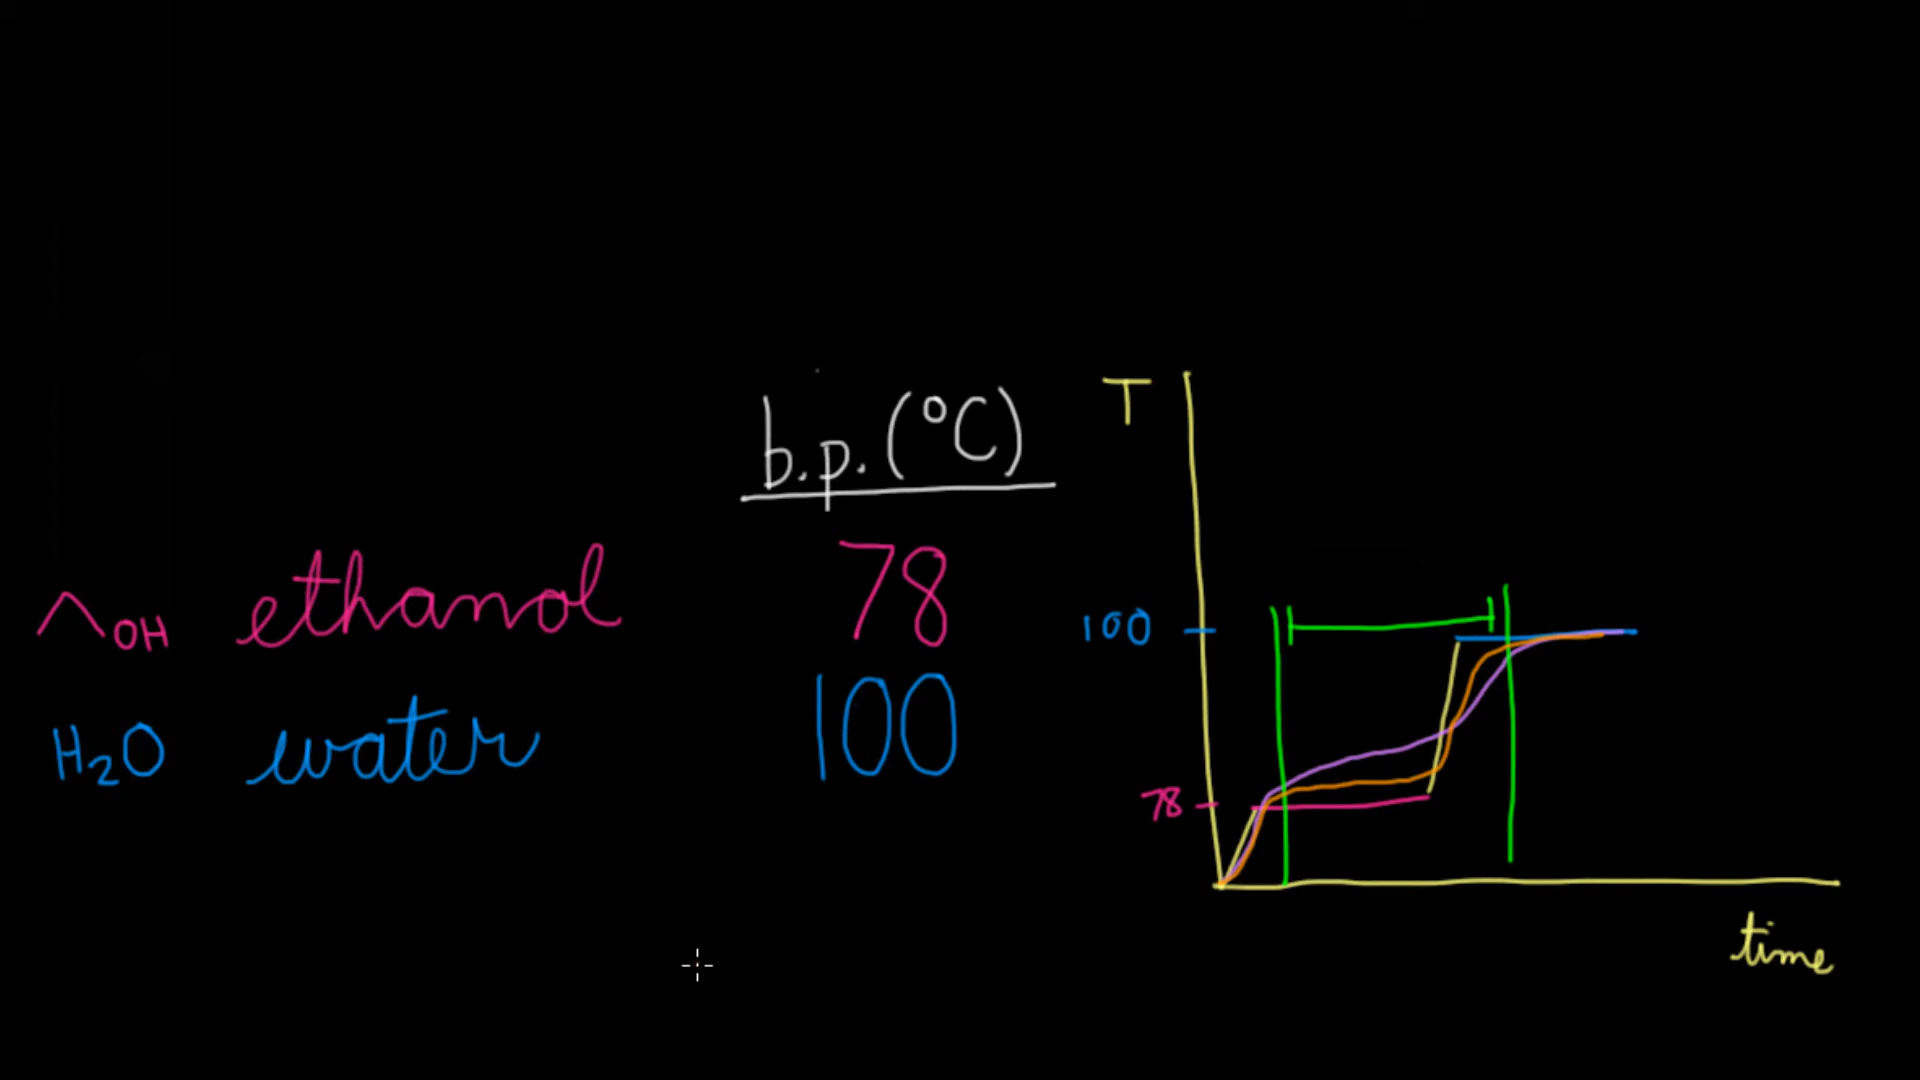 b.p. (°C)
T
OH ethanol 78
H₂O water 100
100
78
time